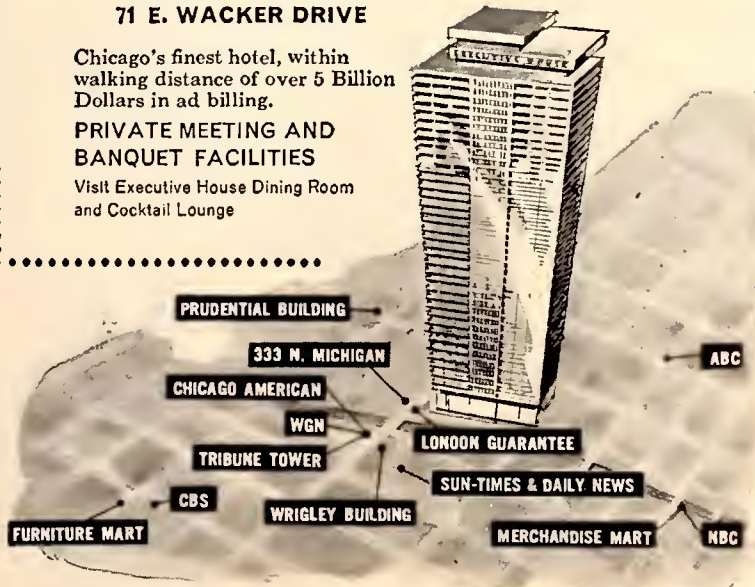 71 E. WACKER DRIVE
Chicago's finest hotel, within
walking distance of over 5 Billion
Dollars in ad billing.
PRIVATE MEETING AND
BANQUET FACILITIES
Visit Executive House Dining Room
and Cocktail Lounge
EXECUTIVE HOUSE
PRUDENTIAL BUILDING
333 N. MICHIGAN
ABC
CHICAGO AMERICAN
WGN
LONDON GUARANTEE
TRIBUNE TOWER
SUN-TIMES & DAILY NEWS
CBS
WRIGLEY BUILDING
FURNITURE MART
MERCHANDISE MART
NBC